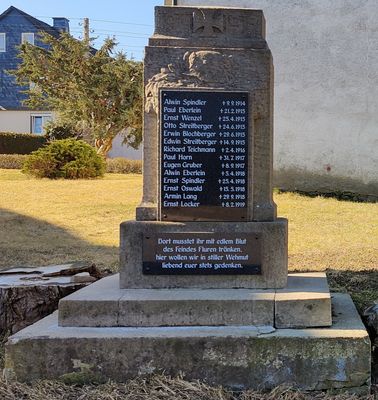 Alwin Spindler +9.9.1914
Paul Eberlein +21.2.1915
Ernst Wenzel +25.4.1915
Otto Streitberger +24.6.1915
Erwin Blochberger +29.6.1915
Edwin Streitberger +14.9.1915
Richard Teichmann +2.4.1916
Paul Horn +31.7.1917
Eugen Gruber +8.9.1917
Alwin Eberlein +3.4.1918
Ernst Spindler +25.4.1918
Ernst Oswald +15.5.1918
Armin Lang +29.9.1918
Ernst Locker +8.2.1919
Dort musstet ihr mit edlem Blut
des Feindes Fluren tränken,
hier wollen wir in stiller Wehmut
liebend euer stets gedenken.